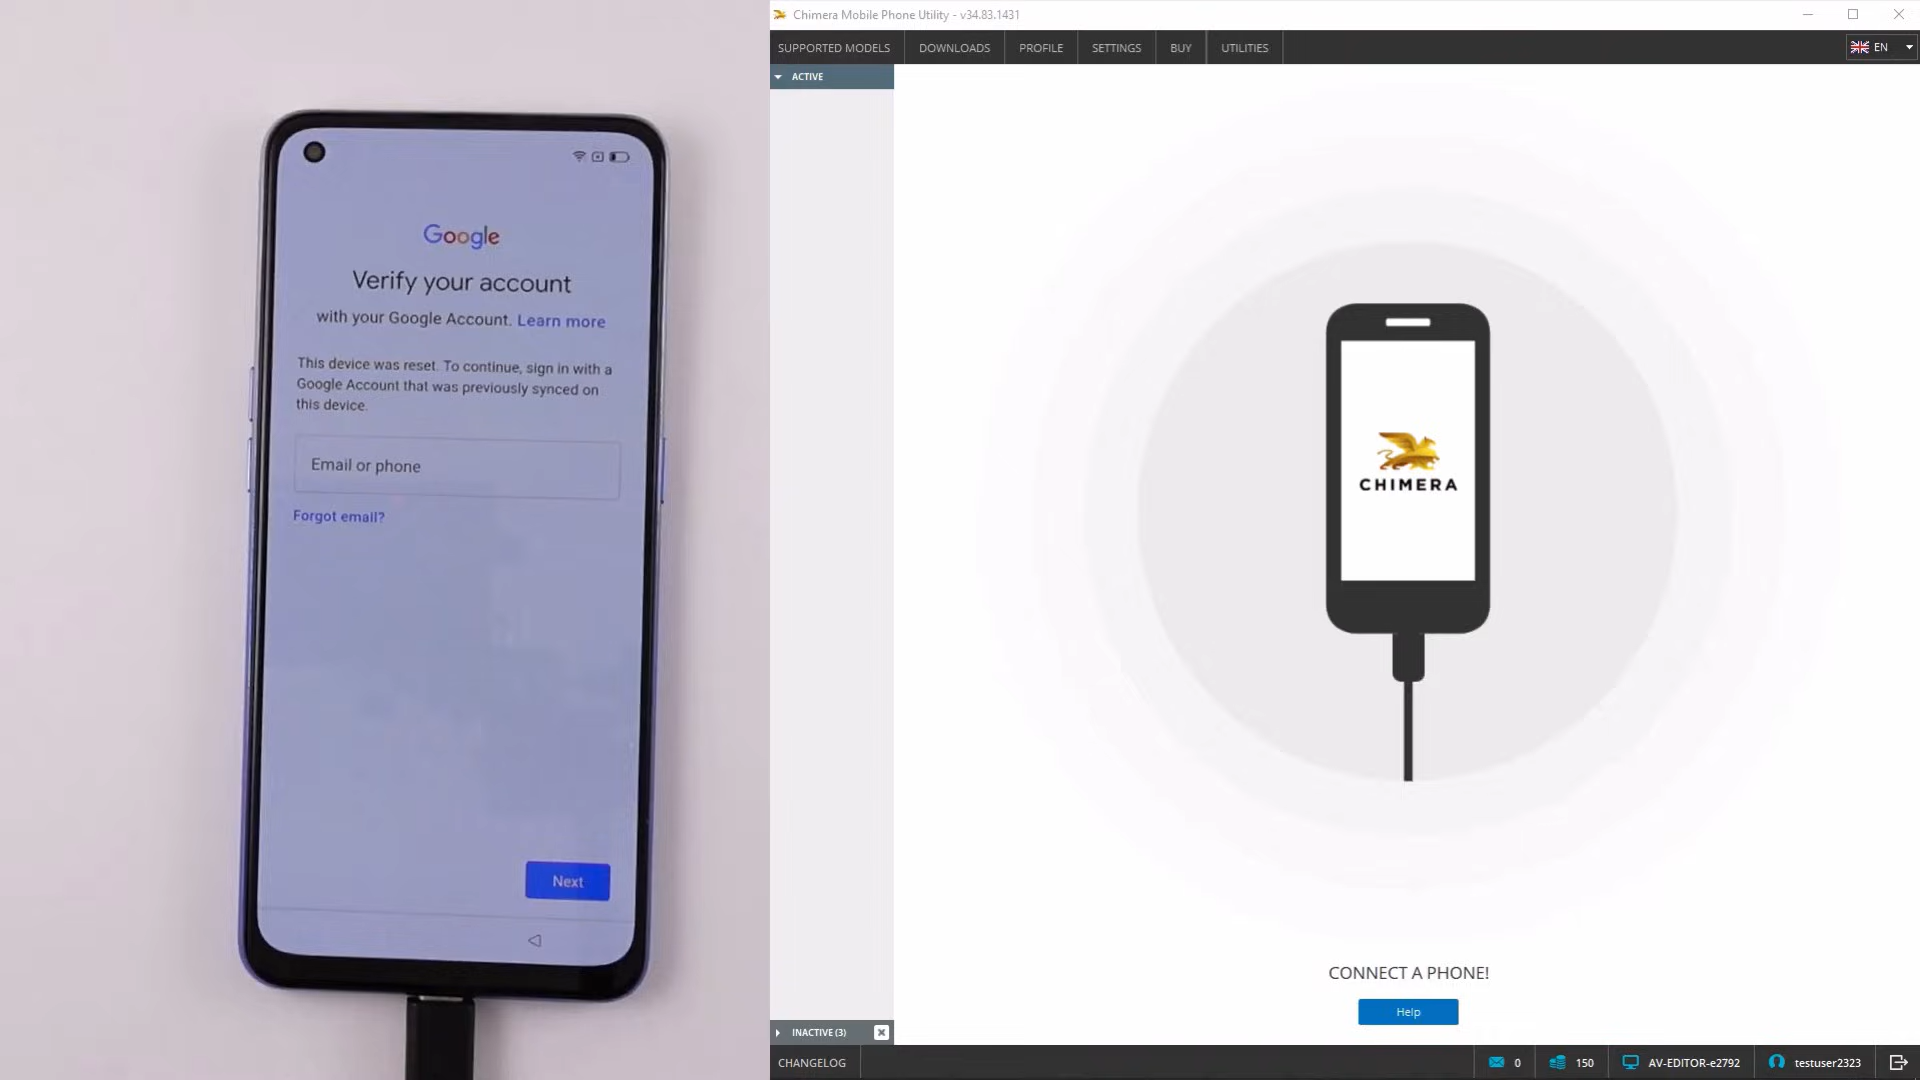 Google
Verify your account
with your Google Account. Learn more
This device was reset. To continue, sign in with a
Google Account that was previously synced on
this device.
Email or phone
Forgot email?
Next
Chimera Mobile Phone Utility - v34.83.1431
SUPPORTED MODELS DOWNLOADS PROFILE SETTINGS BUY UTILITIES EN
ACTIVE
CHIMERA
CONNECT A PHONE!
Help
INACTIVE (3)
CHANGELOG 0 150 AV-EDITOR-e2792 testuser2323